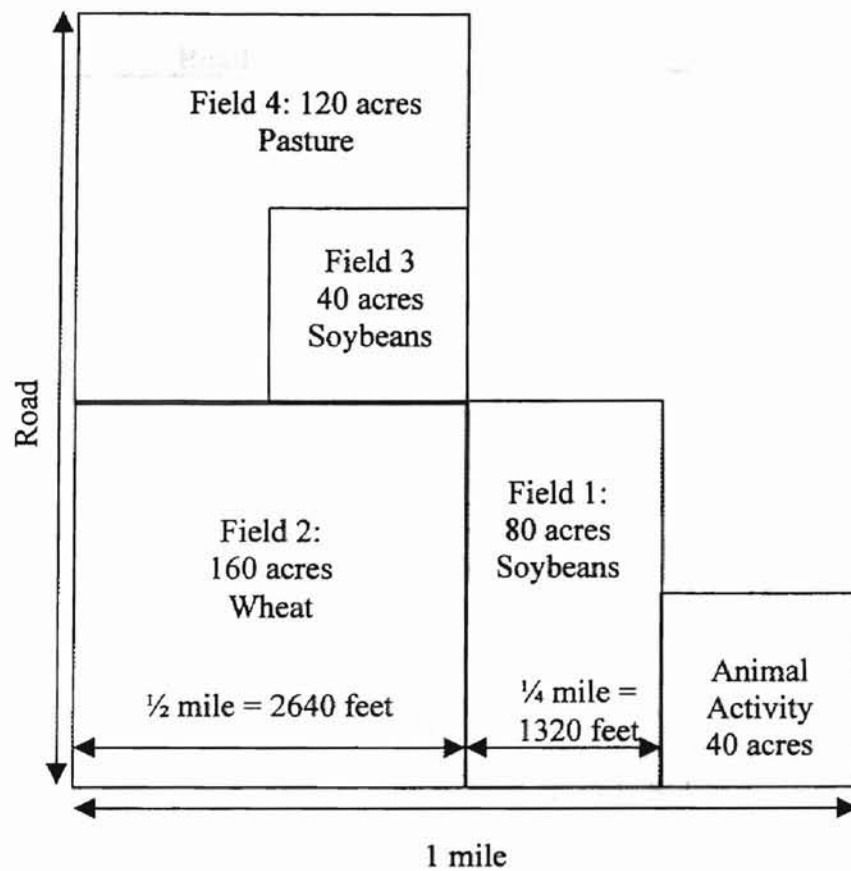 Field 4: 120 acres
Pasture
Field 3
40 acres
Soybeans
Road
Field 1:
80 acres
Soybeans
Field 2:
160 acres
Wheat
½ mile = 2640 feet
¼ mile =
1320 feet
Animal
Activity
40 acres
1 mile